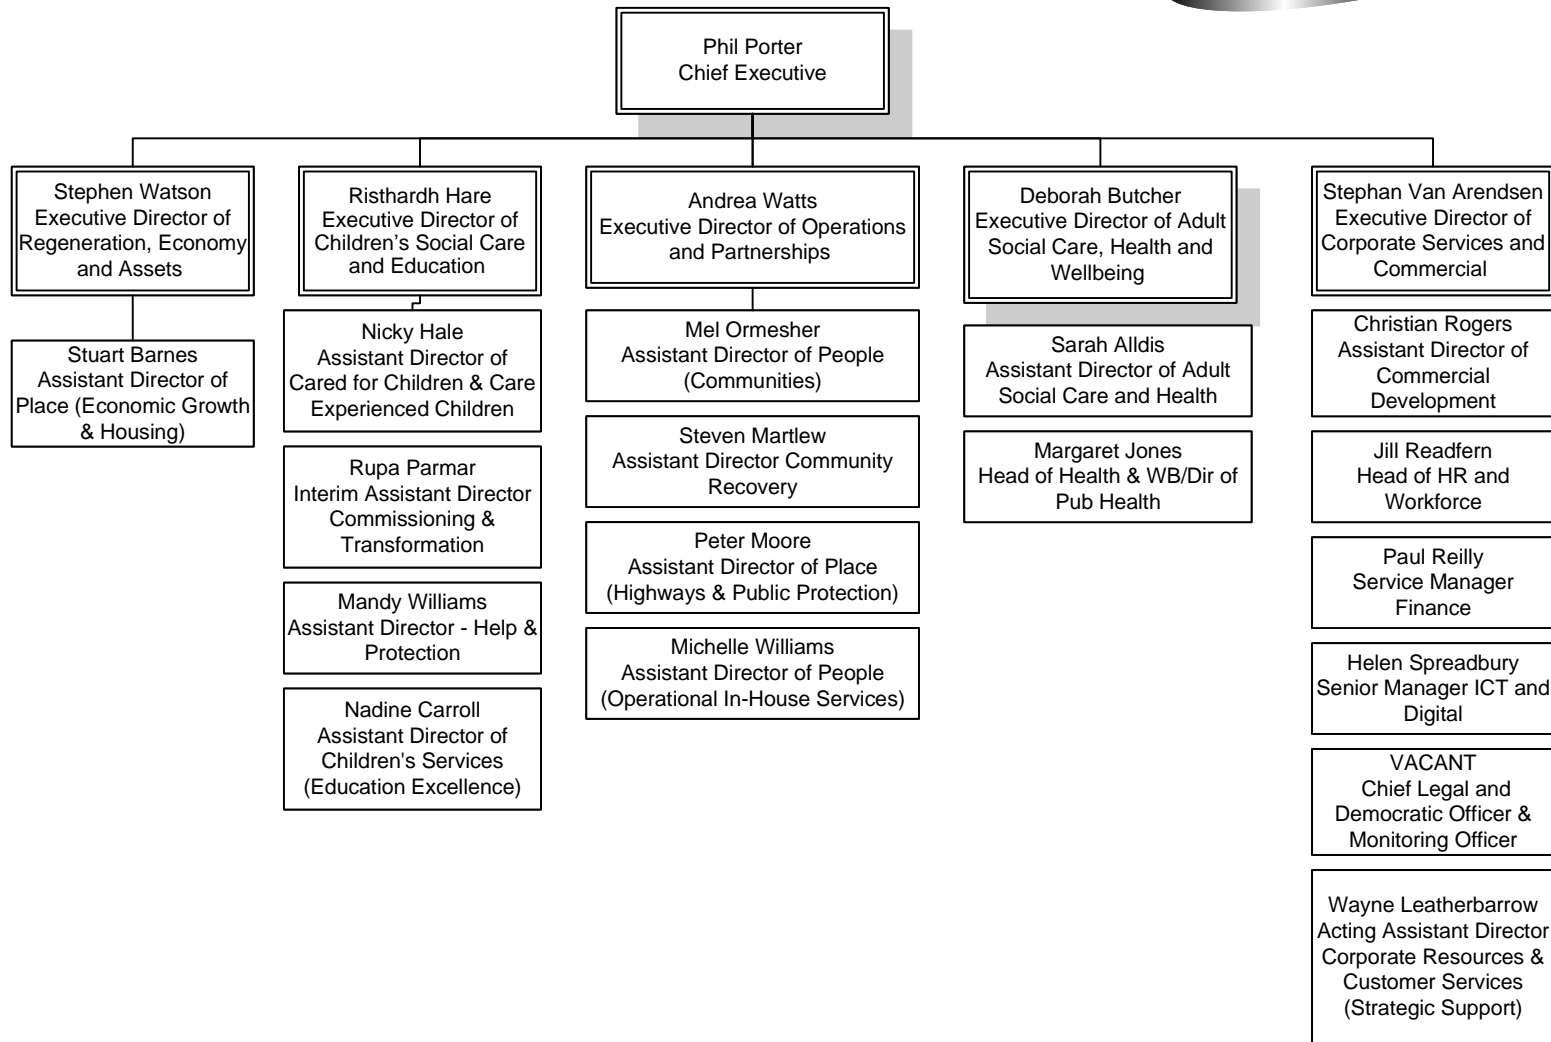 Phil Porter
Chief Executive
Stephen Watson
Executive Director of
Regeneration, Economy
and Assets
Stuart Barnes
Assistant Director of
Place (Economic Growth
& Housing)
Risthardh Hare
Executive Director of
Children’s Social Care
and Education
Nicky Hale
Assistant Director of
Cared for Children & Care
Experienced Children
Rupa Parmar
Interim Assistant Director
Commissioning &
Transformation
Mandy Williams
Assistant Director - Help &
Protection
Nadine Carroll
Assistant Director of
Children's Services
(Education Excellence)
Andrea Watts
Executive Director of Operations
and Partnerships
Mel Ormesher
Assistant Director of People
(Communities)
Steven Martlew
Assistant Director Community
Recovery
Peter Moore
Assistant Director of Place
(Highways & Public Protection)
Michelle Williams
Assistant Director of People
(Operational In-House Services)
Deborah Butcher
Executive Director of Adult
Social Care, Health and
Wellbeing
Sarah Alldis
Assistant Director of Adult
Social Care and Health
Margaret Jones
Head of Health & WB/Dir of
Pub Health
Stephan Van Arendsen
Executive Director of
Corporate Services and
Commercial
Christian Rogers
Assistant Director of
Commercial
Development
Jill Readfern
Head of HR and
Workforce
Paul Reilly
Service Manager
Finance
Helen Spreadbury
Senior Manager ICT and
Digital
VACANT
Chief Legal and
Democratic Officer &
Monitoring Officer
Wayne Leatherbarrow
Acting Assistant Director
Corporate Resources &
Customer Services
(Strategic Support)